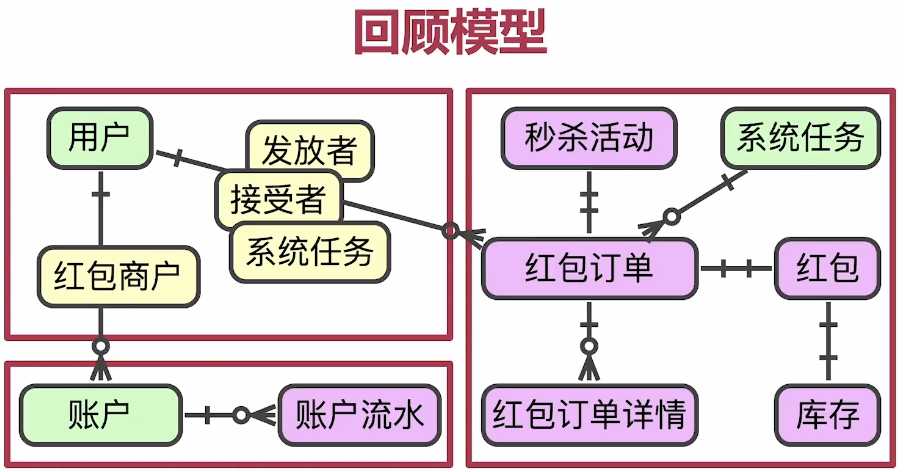 回顾模型
用户
发放者
接受者
系统任务
红包商户
账户
账户流水
秒杀活动
系统任务
红包订单
红包
红包订单详情
库存